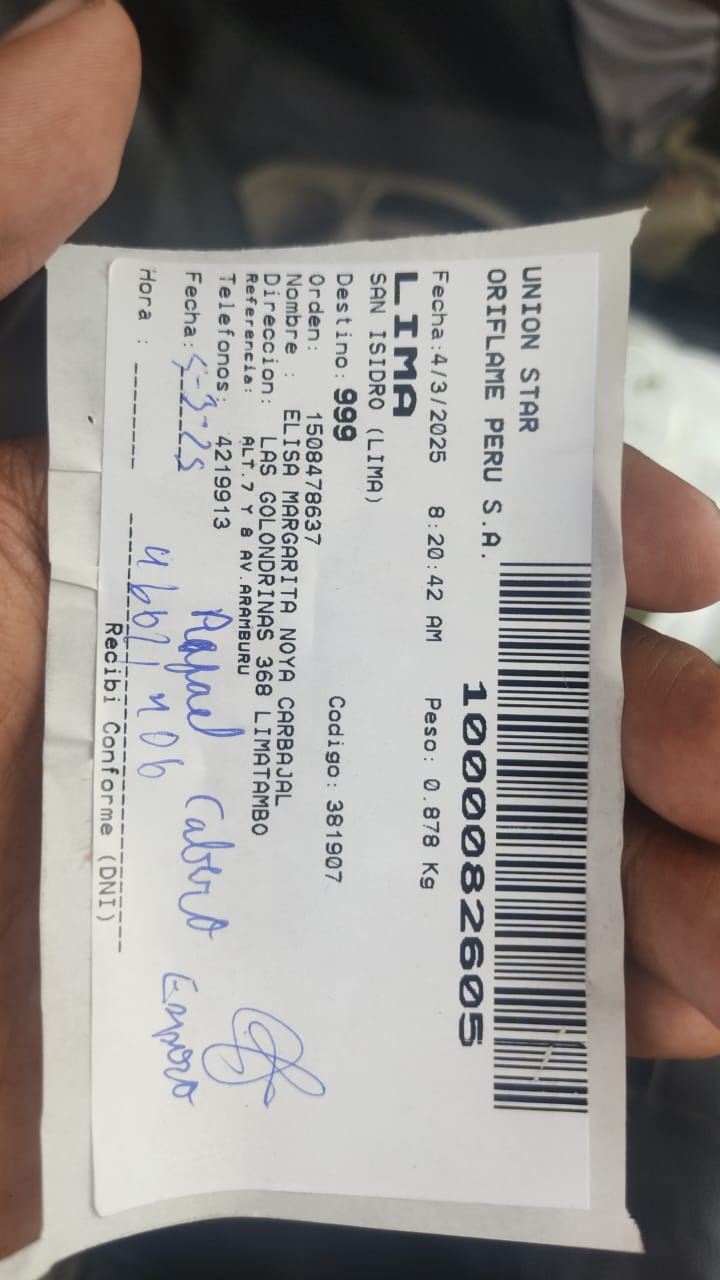 UNION STAR
ORIFLAME PERU S.A.
1000082605
Fecha:4/3/2025 8:20:42 AM Peso: 0.878 Kg
LIMA
SAN ISIDRO (LIMA)
Destino: 999 Codigo: 381907
Orden: 1508478637
Nombre : ELISA MARGARITA NOYA CARBAJAL
Direccion: LAS GOLONDRINAS 368 LIMATAMBO
Referencia: ALT.7 Y 8 AV.ARAMBURU
Telefonos: 4219913
Fecha: 5-3-25 Rafael Cabero
Hora :
Recibi Conforme (DNI)